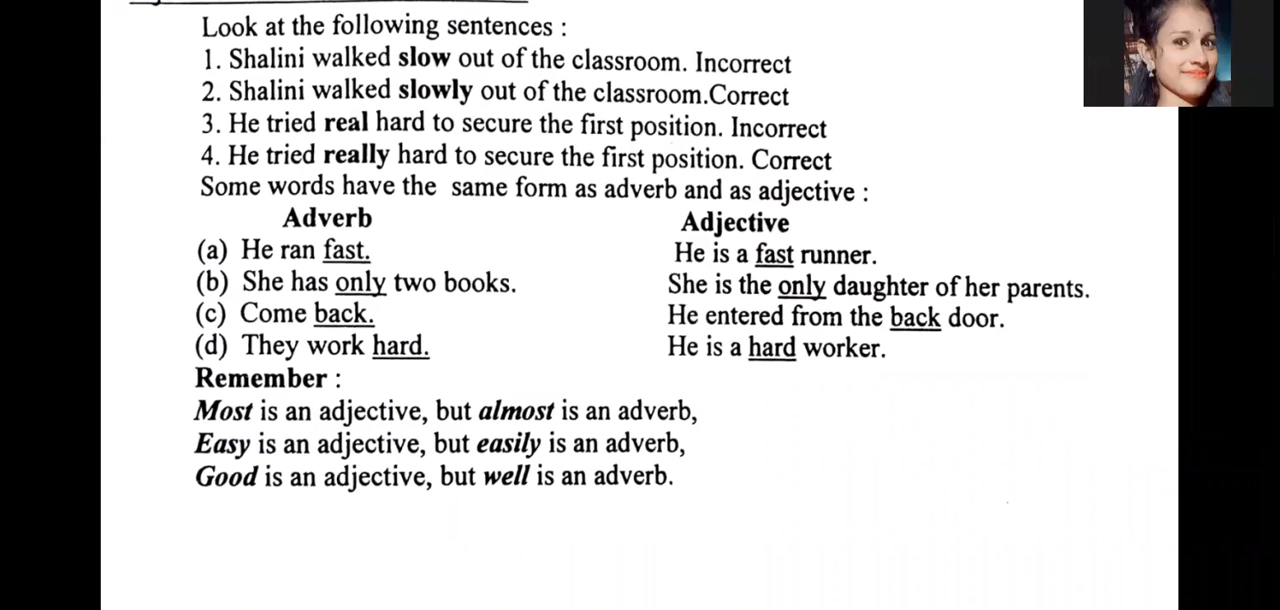 Look at the following sentences :
1. Shalini walked slow out of the classroom. Incorrect
2. Shalini walked slowly out of the classroom.Correct
3. He tried real hard to secure the first position. Incorrect
4. He tried really hard to secure the first position. Correct
Some words have the same form as adverb and as adjective :
Adverb Adjective
(a) He ran fast. He is a fast runner.
(b) She has only two books. She is the only daughter of her parents.
(c) Come back. He entered from the back door.
(d) They work hard. He is a hard worker.
Remember :
Most is an adjective, but almost is an adverb,
Easy is an adjective, but easily is an adverb,
Good is an adjective, but well is an adverb.